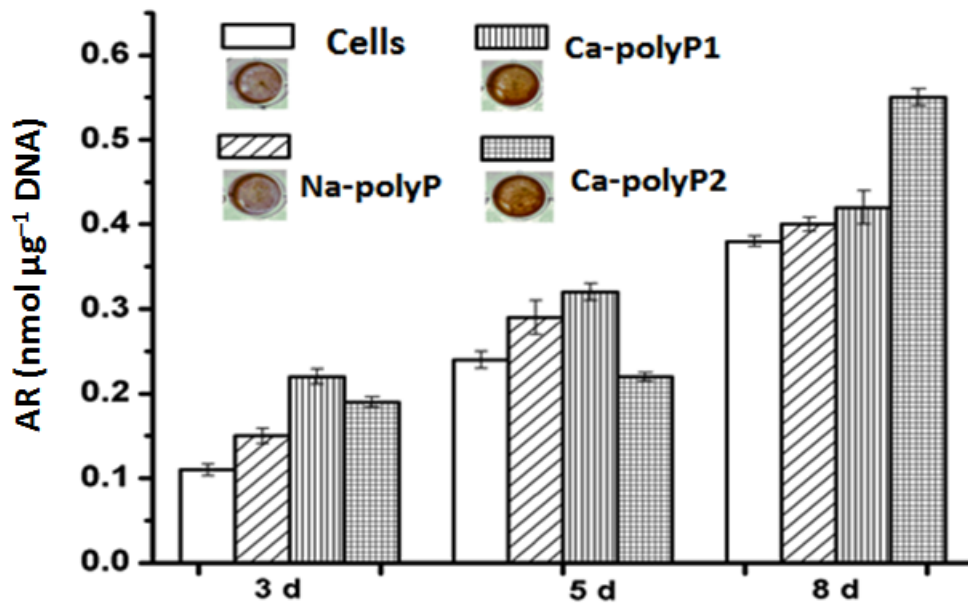 AR (nmol µg⁻¹ DNA)
0.6
0.5
0.4
0.3
0.2
0.1
0.0
Cells
Ca-polyP1
Na-polyP
Ca-polyP2
3 d
5 d
8 d